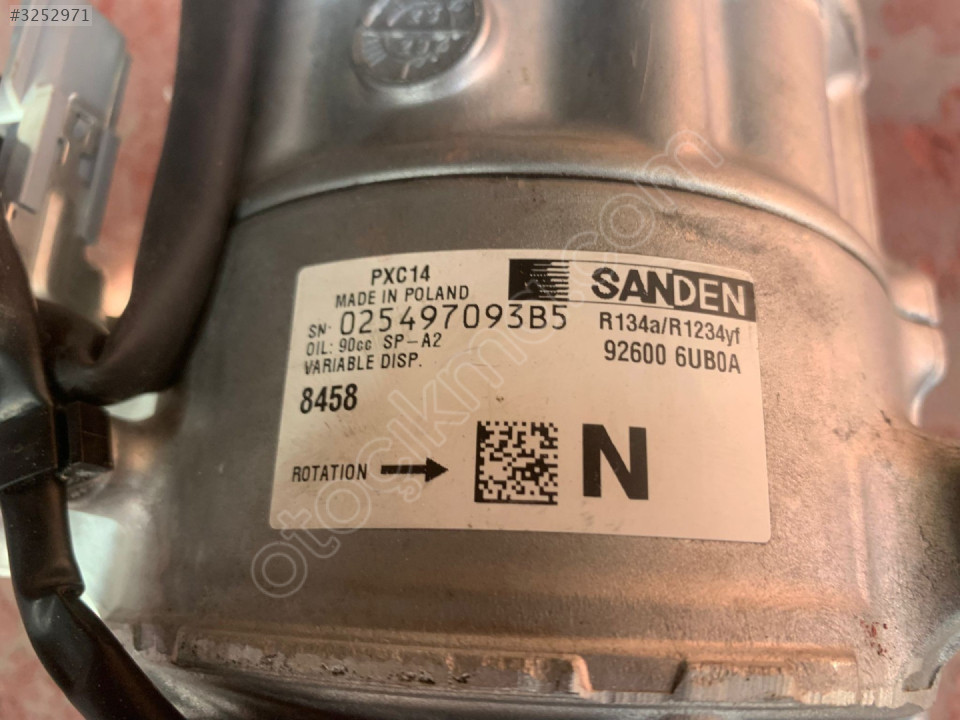 #3252971
PXC14
MADE IN POLAND
SANDEN
SN: 025497093B5
R134a/R1234yf
OIL: 90cc SP-A2
92600 6UB0A
VARIABLE DISP.
8458
ROTATION
N
otocikmo.com